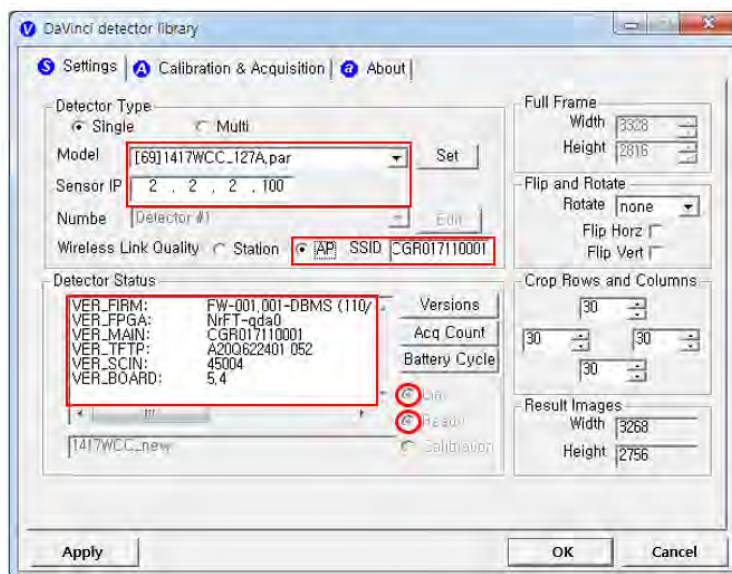 DaVinci detector library
Settings Calibration & Acquisition About
Detector Type
Single Multi
Model [69]1417WCC_127A.par Set
Sensor IP 2 . 2 . 2 . 100
Numbe Detector #1 Edit
Wireless Link Quality Station AP SSID CGR017110001
Detector Status
VER_FIRM: FW-001.001-DBMS (110/
VER_FPGA: NrFT-qda0
VER_MAIN: CGR017110001
VER_TFTP: A20Q622401 052
VER_SCIN: 45004
VER_BOARD: 5.4
Versions
Acq Count
Battery Cycle
Ready
1417WCC_new Calibration
Full Frame
Width 3328
Height 2816
Flip and Rotate
Rotate none
Flip Horz
Flip Vert
Crop Rows and Columns
30
30 30
30
Result Images
Width 3268
Height 2756
Apply OK Cancel